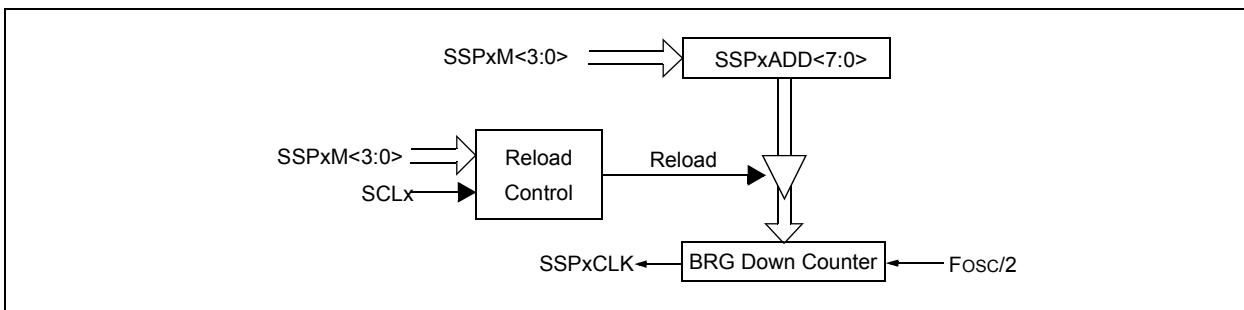 SSPxM<3:0>
SSPxADD<7:0>
SSPxM<3:0>
SCLx
Reload
Control
Reload
SSPxCLK
BRG Down Counter
FOSC/2